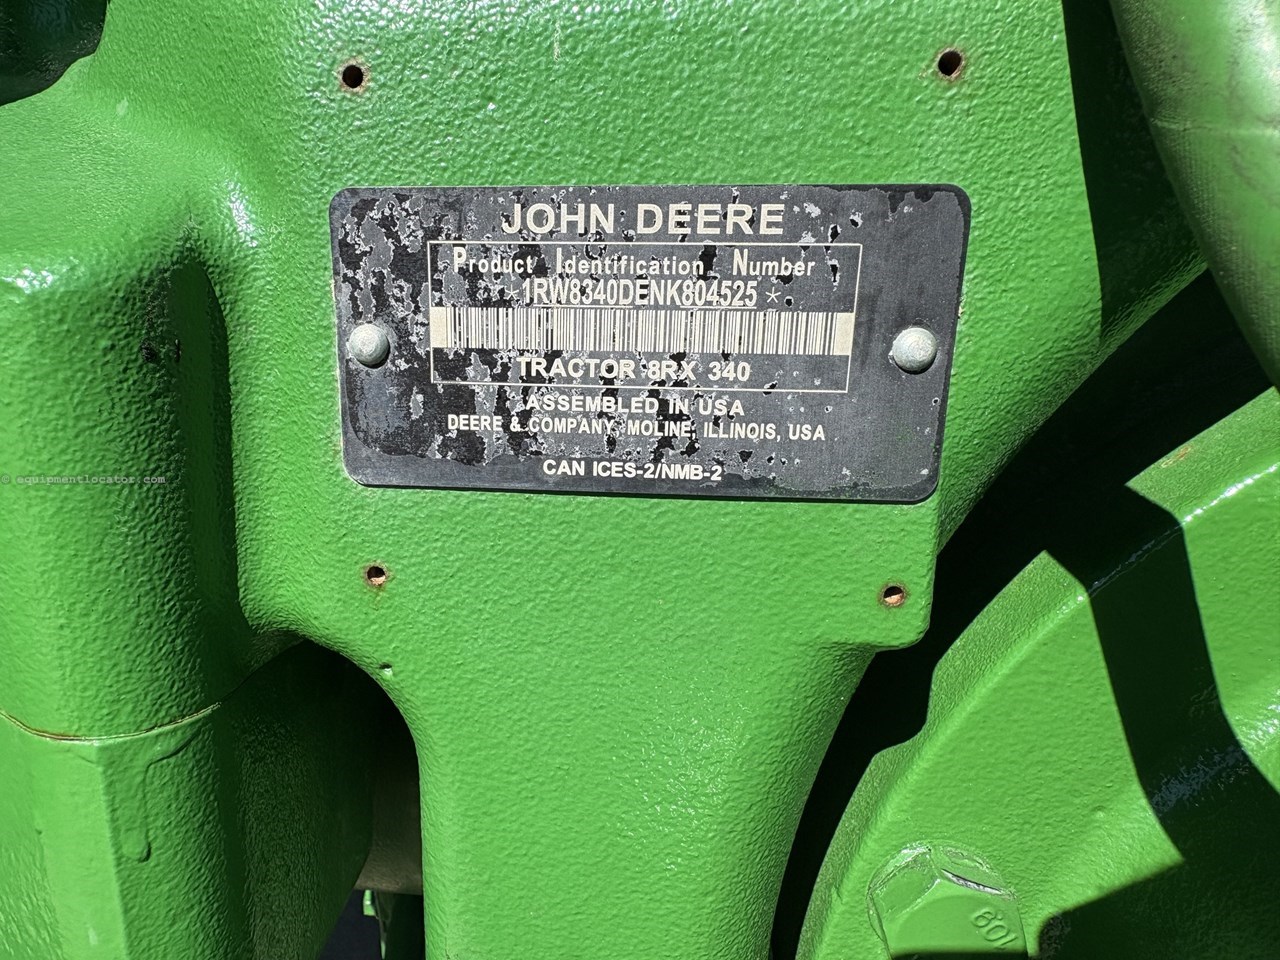 JOHN DEERE
Product Identification Number
*1RW8340DENK804525*
TRACTOR 8RX 340
ASSEMBLED IN USA
DEERE & COMPANY MOLINE, ILLINOIS, USA
CAN ICES-2/NMB-2
© equipmentlocator.com
109